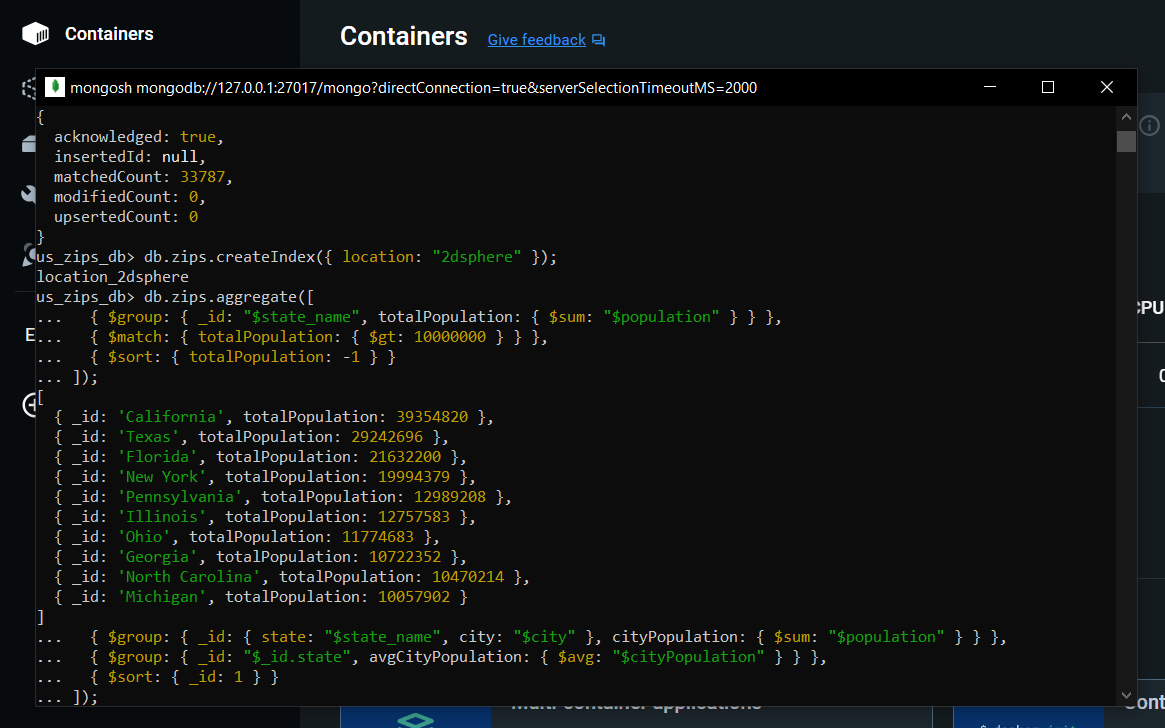 Containers
Containers
Give feedback
mongosh mongodb://127.0.0.1:27017/mongo?directConnection=true&serverSelectionTimeoutMS=2000
{
  acknowledged: true,
  insertedId: null,
  matchedCount: 33787,
  modifiedCount: 0,
  upsertedCount: 0
}
us_zips_db> db.zips.createIndex({ location: "2dsphere" });
location_2dsphere
us_zips_db> db.zips.aggregate([
...   { $group: { _id: "$state_name", totalPopulation: { $sum: "$population" } } },
...   { $match: { totalPopulation: { $gt: 10000000 } } },
...   { $sort: { totalPopulation: -1 } }
... ]);
[
  { _id: 'California', totalPopulation: 39354820 },
  { _id: 'Texas', totalPopulation: 29242696 },
  { _id: 'Florida', totalPopulation: 21632200 },
  { _id: 'New York', totalPopulation: 19994379 },
  { _id: 'Pennsylvania', totalPopulation: 12989208 },
  { _id: 'Illinois', totalPopulation: 12757583 },
  { _id: 'Ohio', totalPopulation: 11774683 },
  { _id: 'Georgia', totalPopulation: 10722352 },
  { _id: 'North Carolina', totalPopulation: 10470214 },
  { _id: 'Michigan', totalPopulation: 10057902 }
]
...   { $group: { _id: { state: "$state_name", city: "$city" }, cityPopulation: { $sum: "$population" } } },
...   { $group: { _id: "$_id.state", avgCityPopulation: { $avg: "$cityPopulation" } } },
...   { $sort: { _id: 1 } }
... ]);
E
CPU
0
Multi-container applications
Cont